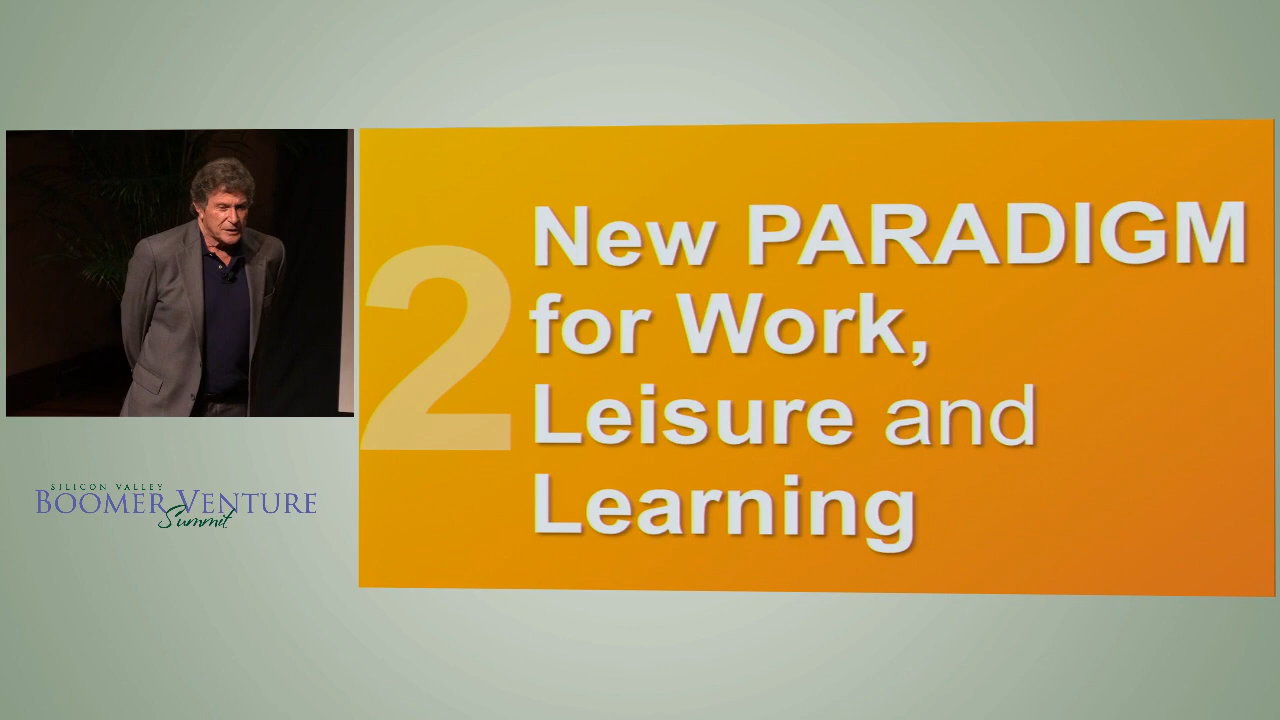 2
New PARADIGM
for Work,
Leisure and
Learning
SILICON VALLEY
BOOMER VENTURE
Summit